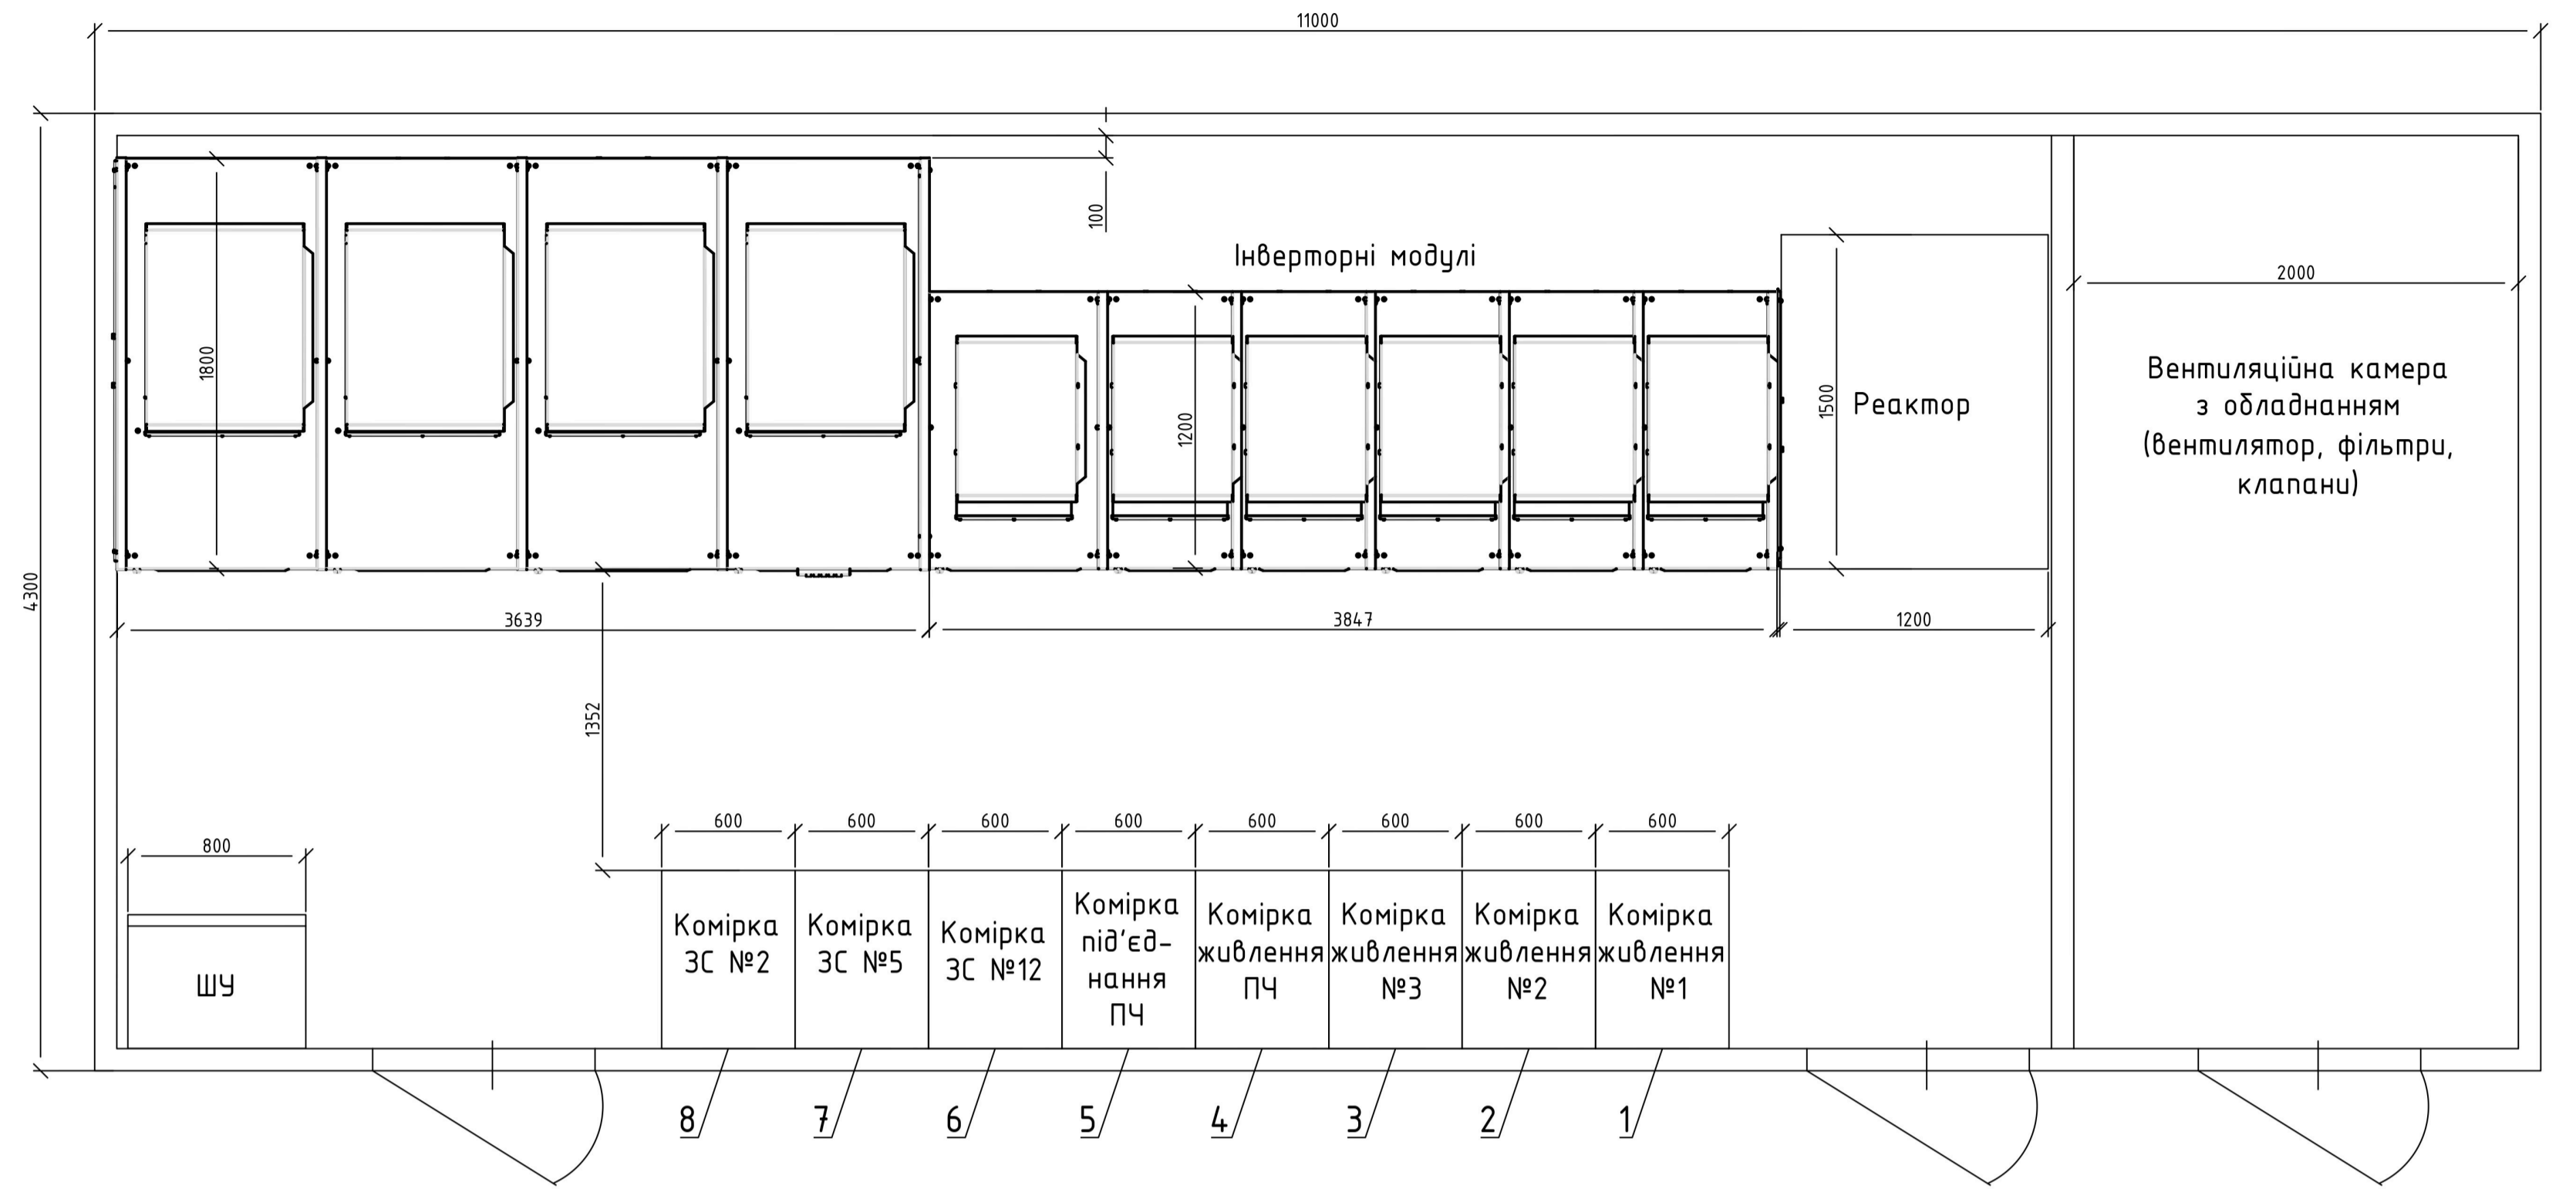 11000
100
Інверторні модулі
2000
1800
1200
1500
Реактор
Вентиляційна камера
з обладнанням
(вентилятор, фільтри,
клапани)
4300
3639
3847
1200
1352
800
600
600
600
600
600
600
600
600
ШУ
Комірка
ЗС №2
Комірка
ЗС №5
Комірка
ЗС №12
Комірка
під'єд-
нання
ПЧ
Комірка
живлення
ПЧ
Комірка
живлення
№3
Комірка
живлення
№2
Комірка
живлення
№1
8
7
6
5
4
3
2
1